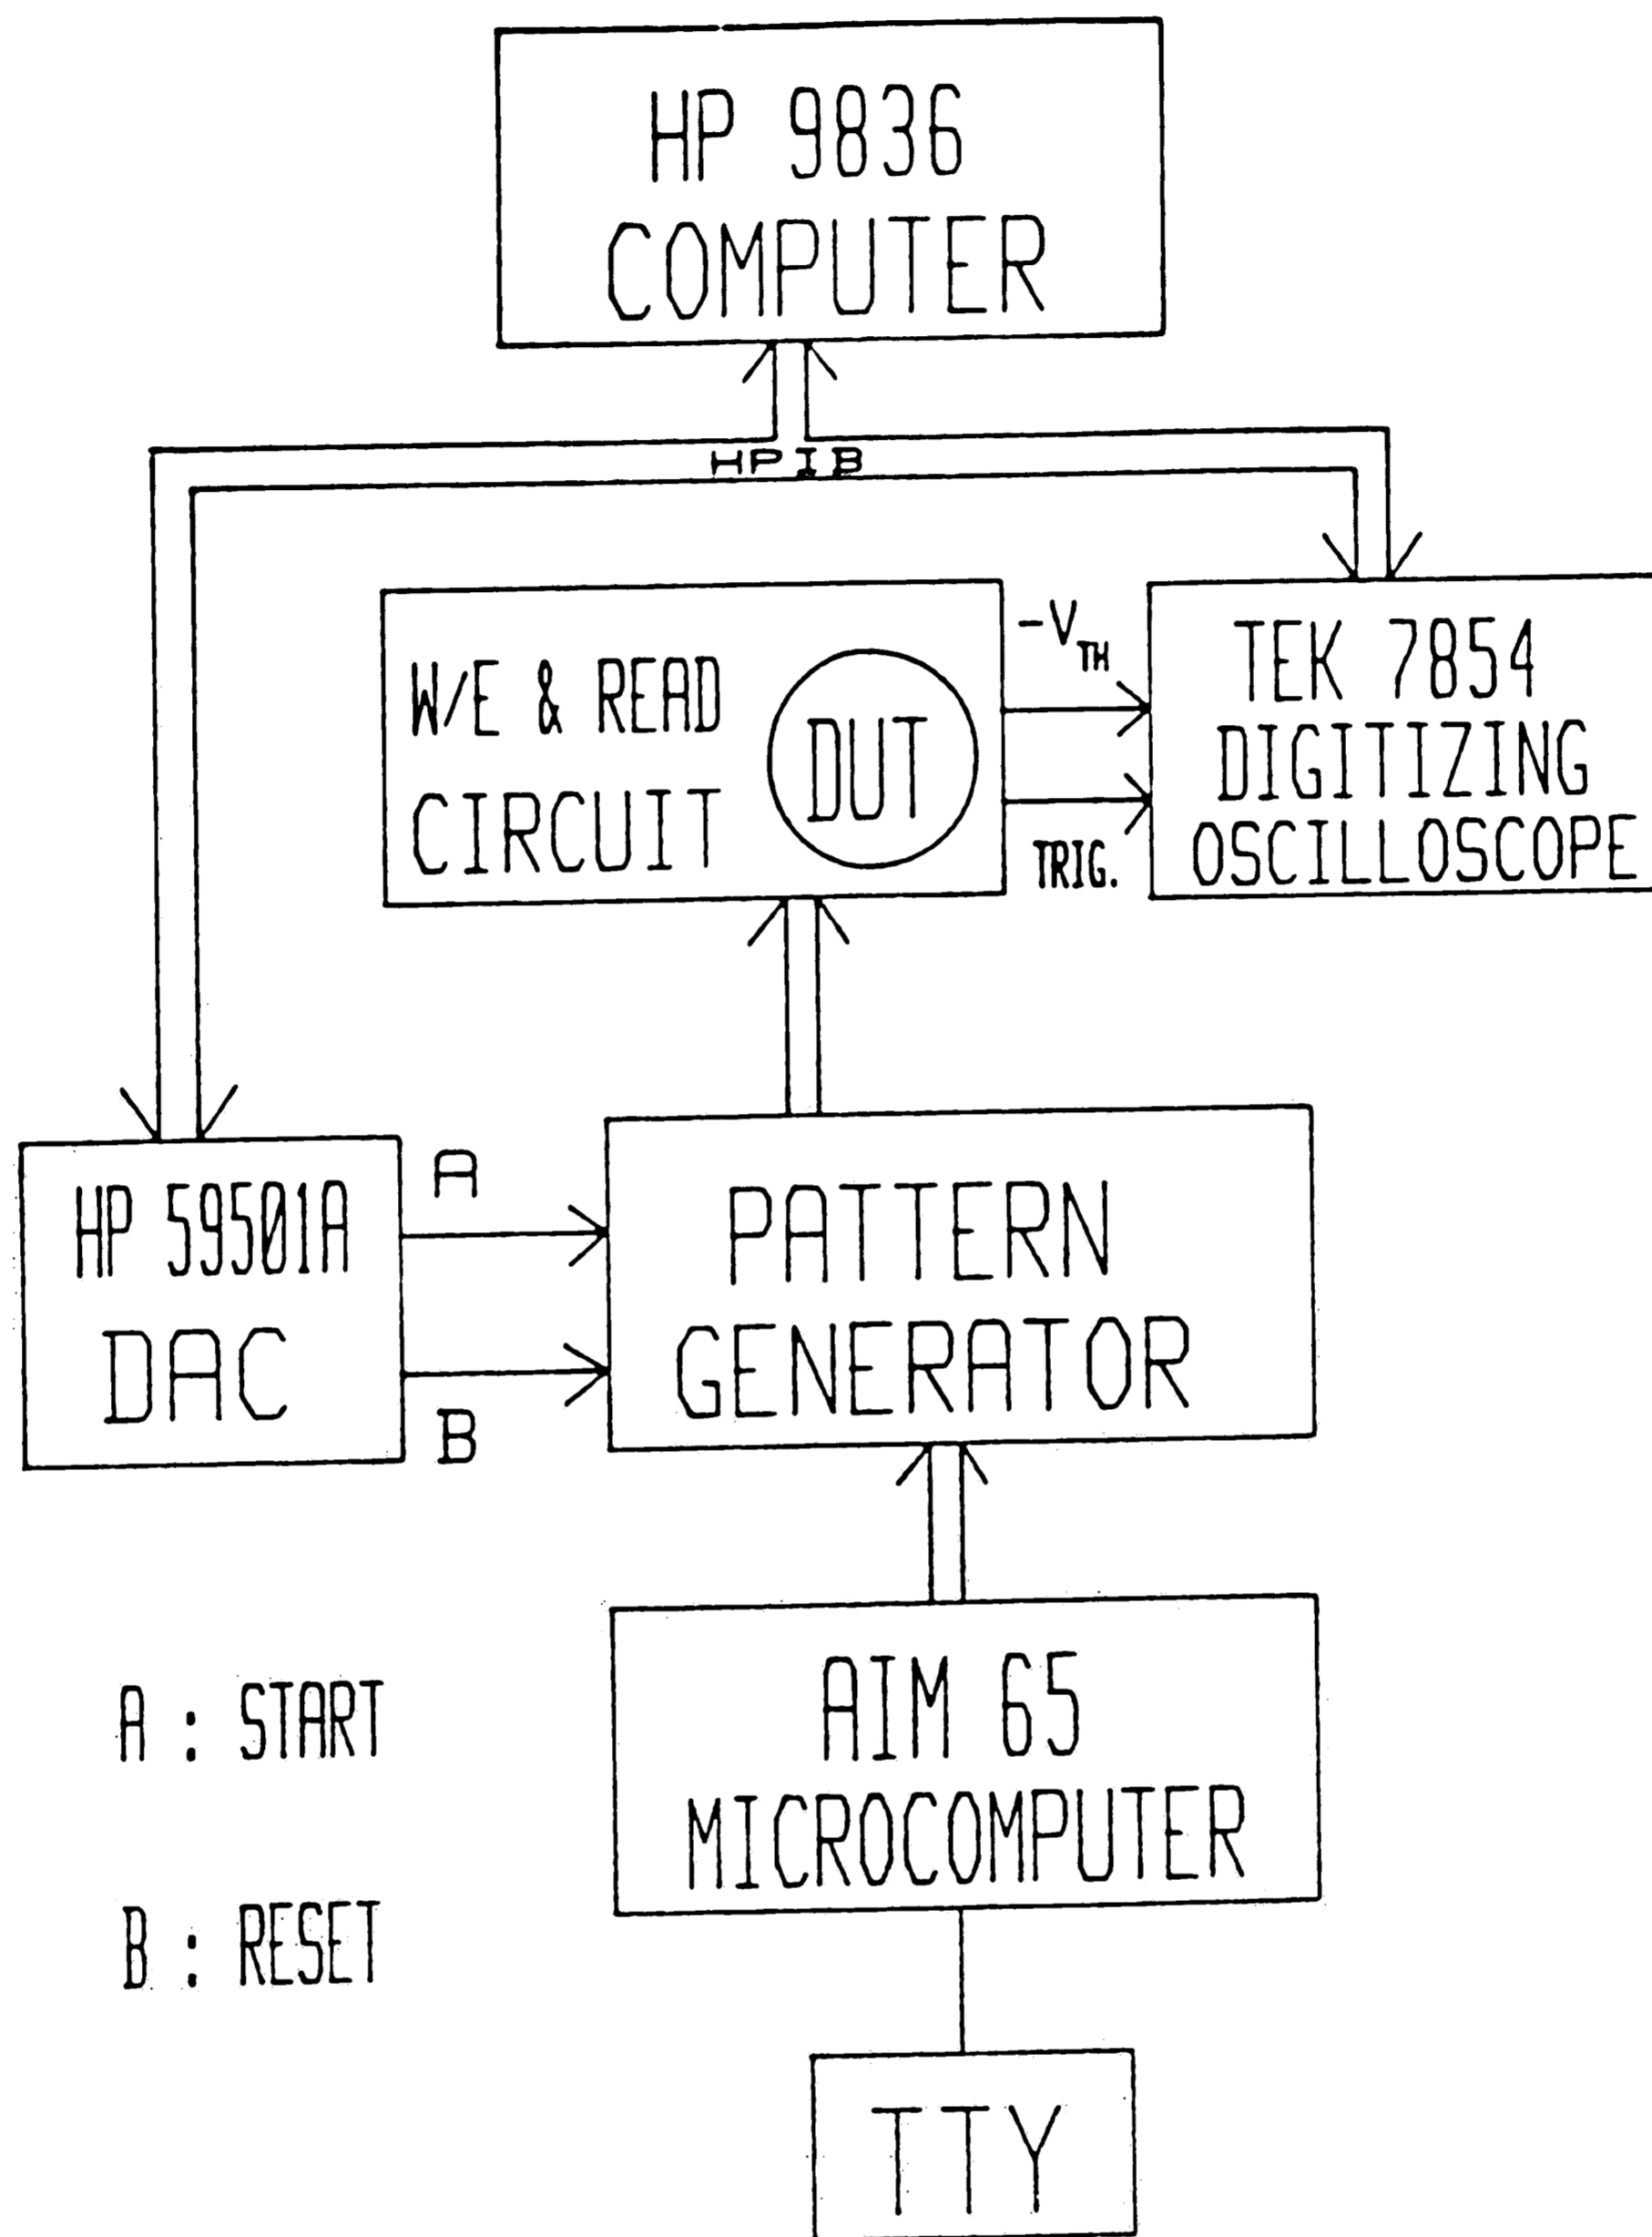 HP 9836
COMPUTER
HPIB
W/E & READ
CIRCUIT
DUT
-V_TH
TRIG.
TEK 7854
DIGITIZING
OSCILLOSCOPE
HP 59501A
DAC
A
B
PATTERN
GENERATOR
AIM 65
MICROCOMPUTER
A : START
B : RESET
TTY